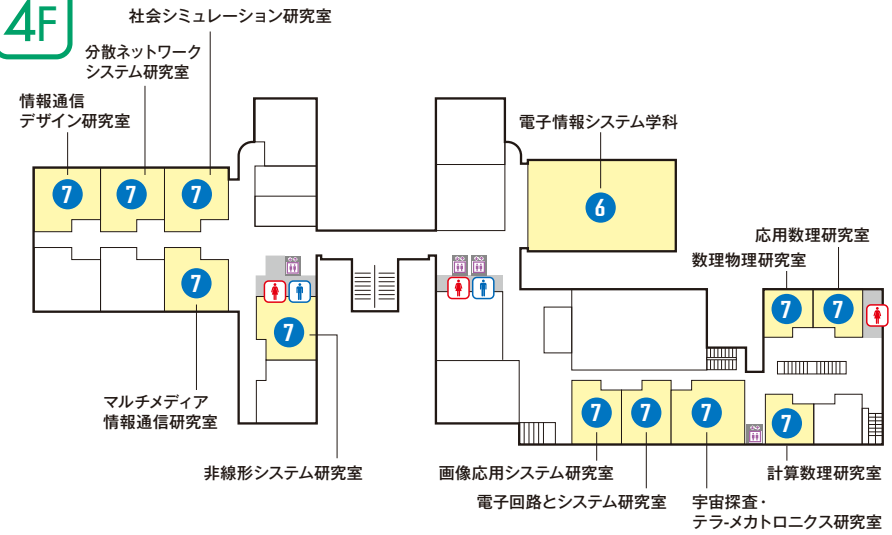 4F
社会シミュレーション研究室
分散ネットワーク
システム研究室
情報通信
デザイン研究室
電子情報システム学科
7
7
7
6
応用数理研究室
数理物理研究室
7
7
7
7
マルチメディア
情報通信研究室
7
7
7
7
非線形システム研究室
画像応用システム研究室
計算数理研究室
電子回路とシステム研究室
宇宙探査・
テラ-メカトロニクス研究室